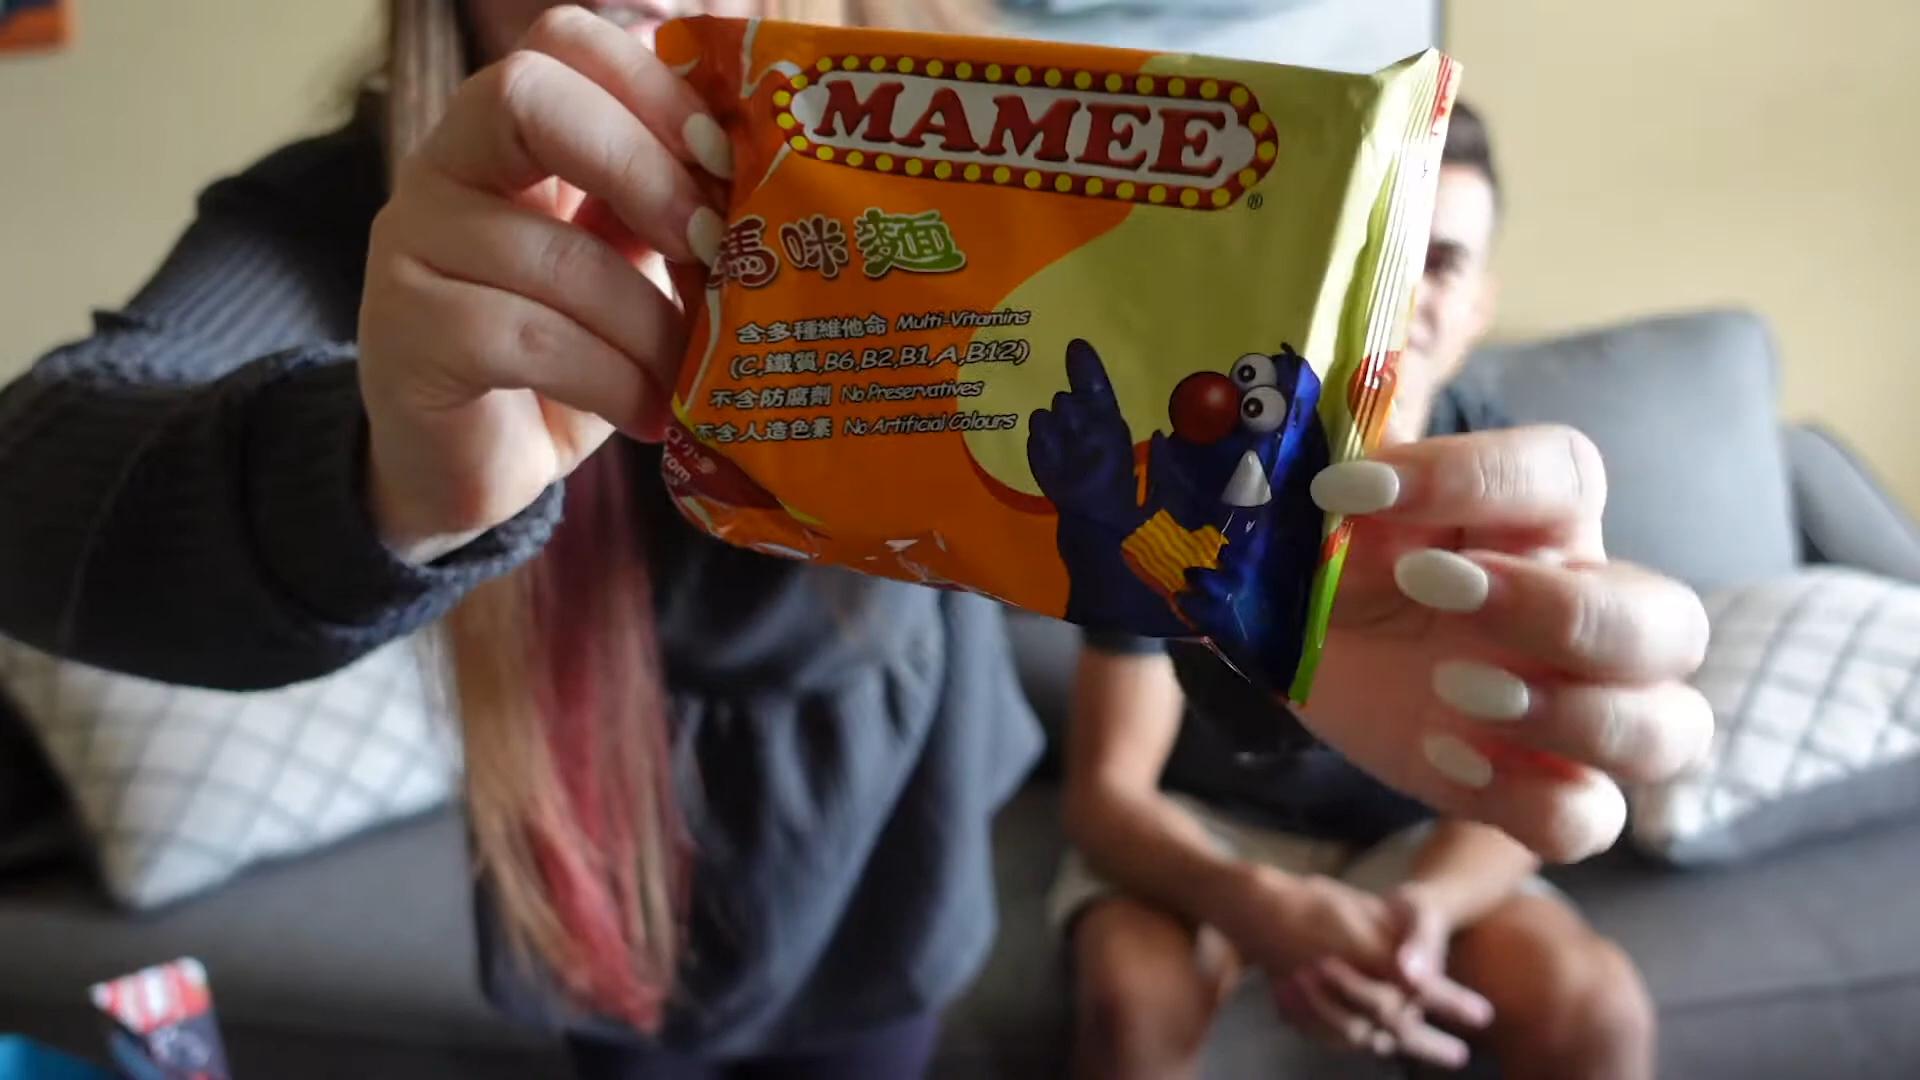 MAMEE
®
媽咪麵
含多種維他命 Multi-Vitamins
(C,鐵質,B6,B2,B1,A,B12)
不含防腐劑 No Preservatives
不含人造色素 No Artificial Colours